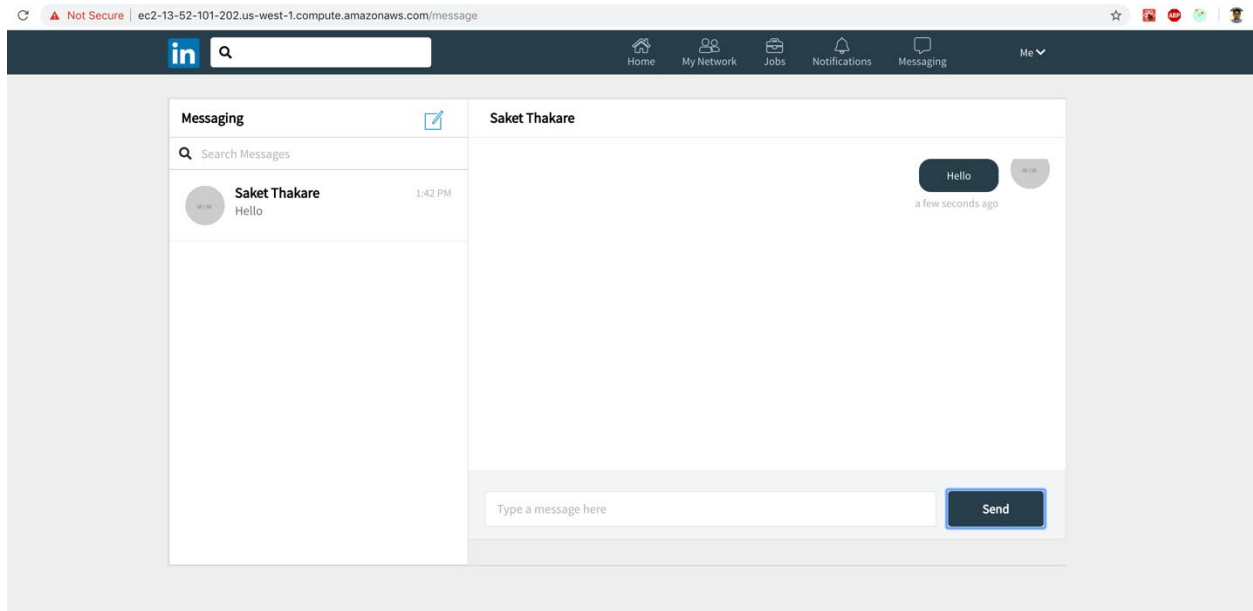 Not Secure | ec2-13-52-101-202.us-west-1.compute.amazonaws.com/message
ABP
in
Home My Network Jobs Notifications Messaging Me
Messaging
Saket Thakare
Search Messages
Saket Thakare 1:42 PM
Hello
Hello
a few seconds ago
Type a message here Send